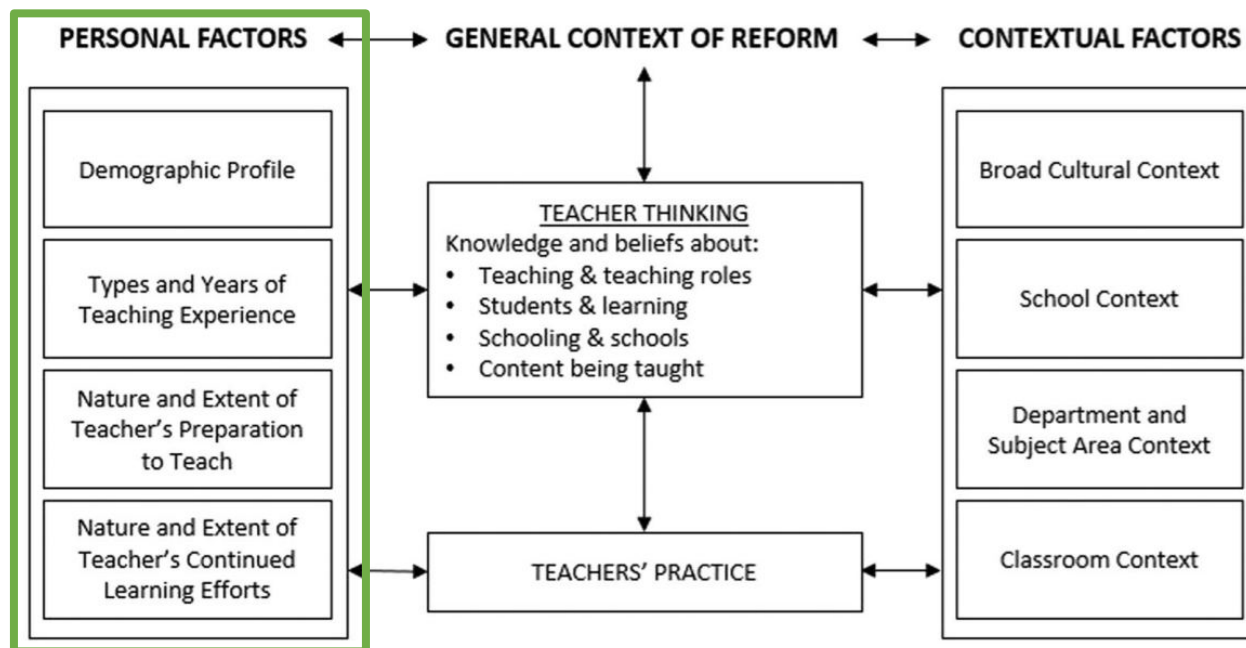 PERSONAL FACTORS
GENERAL CONTEXT OF REFORM
CONTEXTUAL FACTORS
Demographic Profile
Types and Years of
Teaching Experience
Nature and Extent of
Teacher’s Preparation
to Teach
Nature and Extent of
Teacher’s Continued
Learning Efforts
TEACHER THINKING
Knowledge and beliefs about:
• Teaching & teaching roles
• Students & learning
• Schooling & schools
• Content being taught
TEACHERS’ PRACTICE
Broad Cultural Context
School Context
Department and
Subject Area Context
Classroom Context